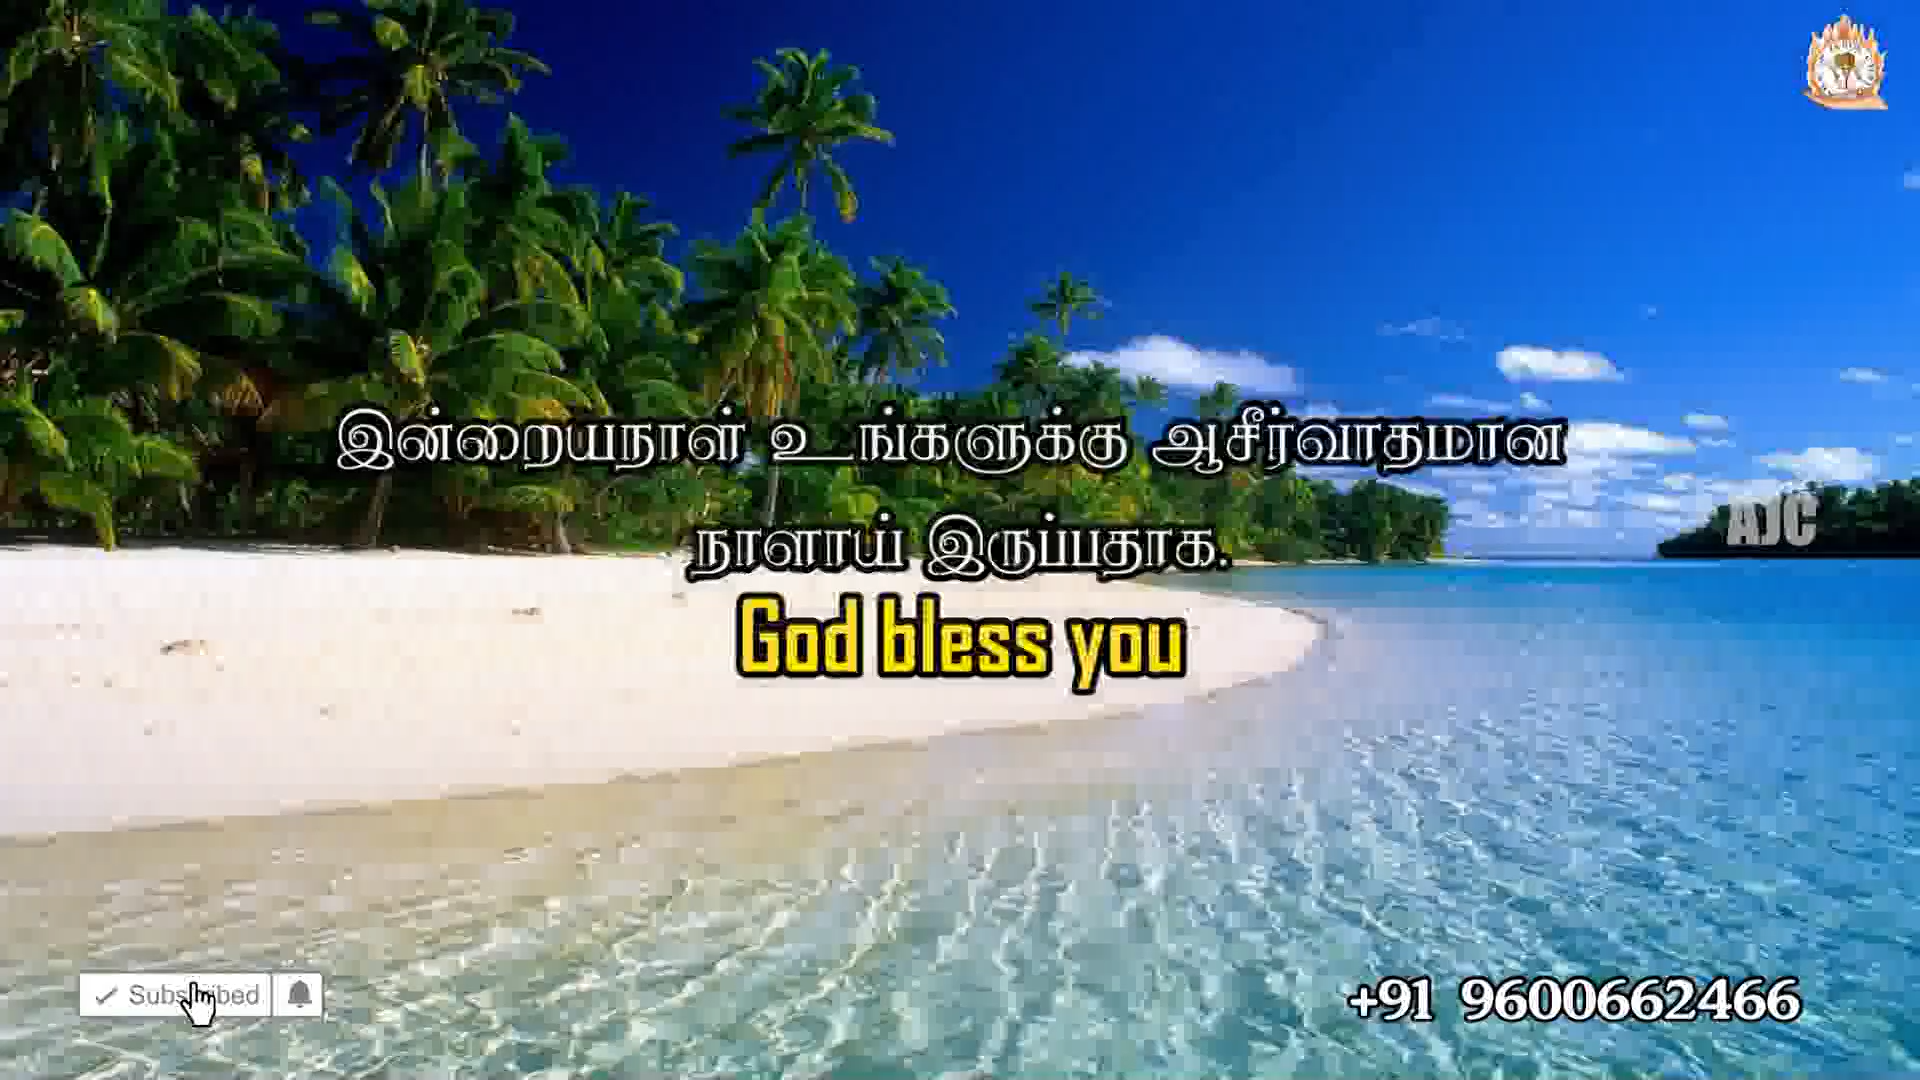 இன்றையநாள் உங்களுக்கு ஆசீர்வாதமான
நாளாய் இருப்பதாக.
God bless you
AJC
Subscribed
+91 9600662466